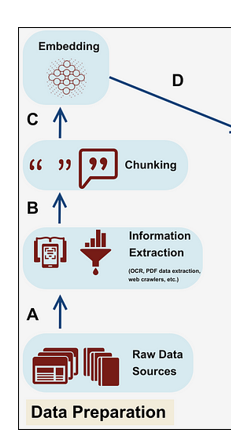 Embedding
D
C
“ ” ”
Chunking
B
Information
Extraction
(OCR, PDF data extraction,
web crawlers, etc.)
A
Raw Data
Sources
Data Preparation